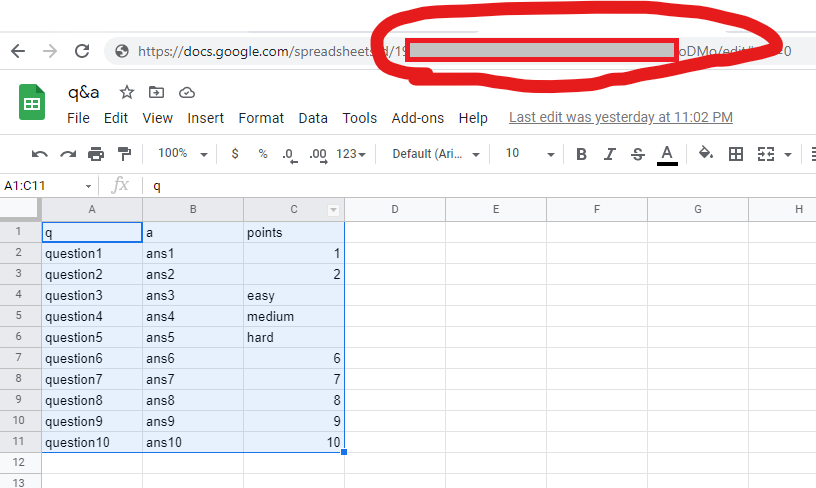 https://docs.google.com/spreadsheets/d/19 oDMo/edit =0
q&a
File Edit View Insert Format Data Tools Add-ons Help Last edit was yesterday at 11:02 PM
100% $ % .0 .00 123 Default (Ari... 10 B I S A
A1:C11 fx q
A B C D E F G H
1 q a points
2 question1 ans1 1
3 question2 ans2 2
4 question3 ans3 easy
5 question4 ans4 medium
6 question5 ans5 hard
7 question6 ans6 6
8 question7 ans7 7
9 question8 ans8 8
10 question9 ans9 9
11 question10 ans10 10
12
13